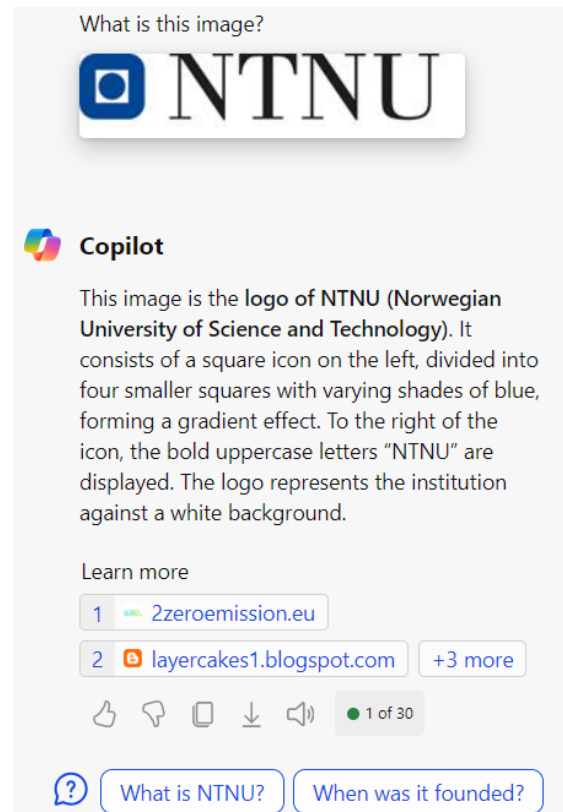 What is this image?
NTNU
Copilot
This image is the logo of NTNU (Norwegian
University of Science and Technology). It
consists of a square icon on the left, divided into
four smaller squares with varying shades of blue,
forming a gradient effect. To the right of the
icon, the bold uppercase letters “NTNU” are
displayed. The logo represents the institution
against a white background.
Learn more
1 2zeroemission.eu
2 layercakes1.blogspot.com +3 more
1 of 30
What is NTNU? When was it founded?